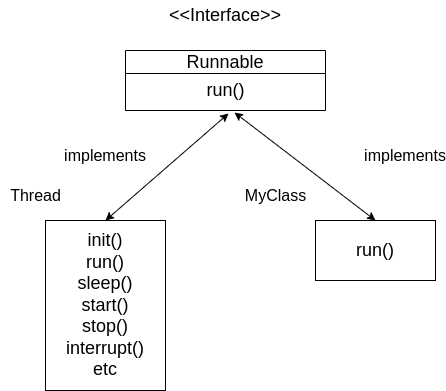 <<Interface>>
Runnable
run()
implements
implements
Thread
MyClass
init()
run()
sleep()
start()
stop()
interrupt()
etc
run()